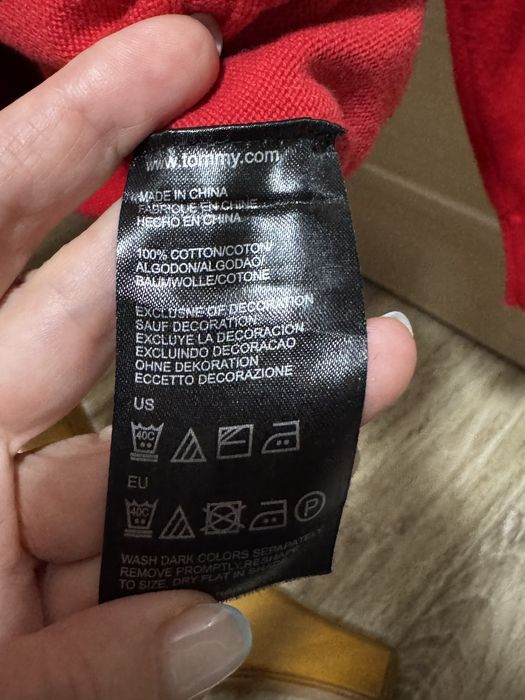 www.tommy.com
MADE IN CHINA
FABRIQUE EN CHINE
HECHO EN CHINA
100% COTTON/COTON/
ALGODON/ALGODAO/
BAUMWOLLE/COTONE
EXCLUSNE OF DECORATION
SAUF DECORATION
EXCLUYE LA DECORACION
EXCLUINDO DECORACAO
OHNE DEKORATION
ECCETTO DECORAZIONE
US
40C
EU
40C P
WASH DARK COLORS SEPAPATELY
REMOVE PROMPTLY.RESHAPE
TO SIZE. DRY FLAT IN SHADE